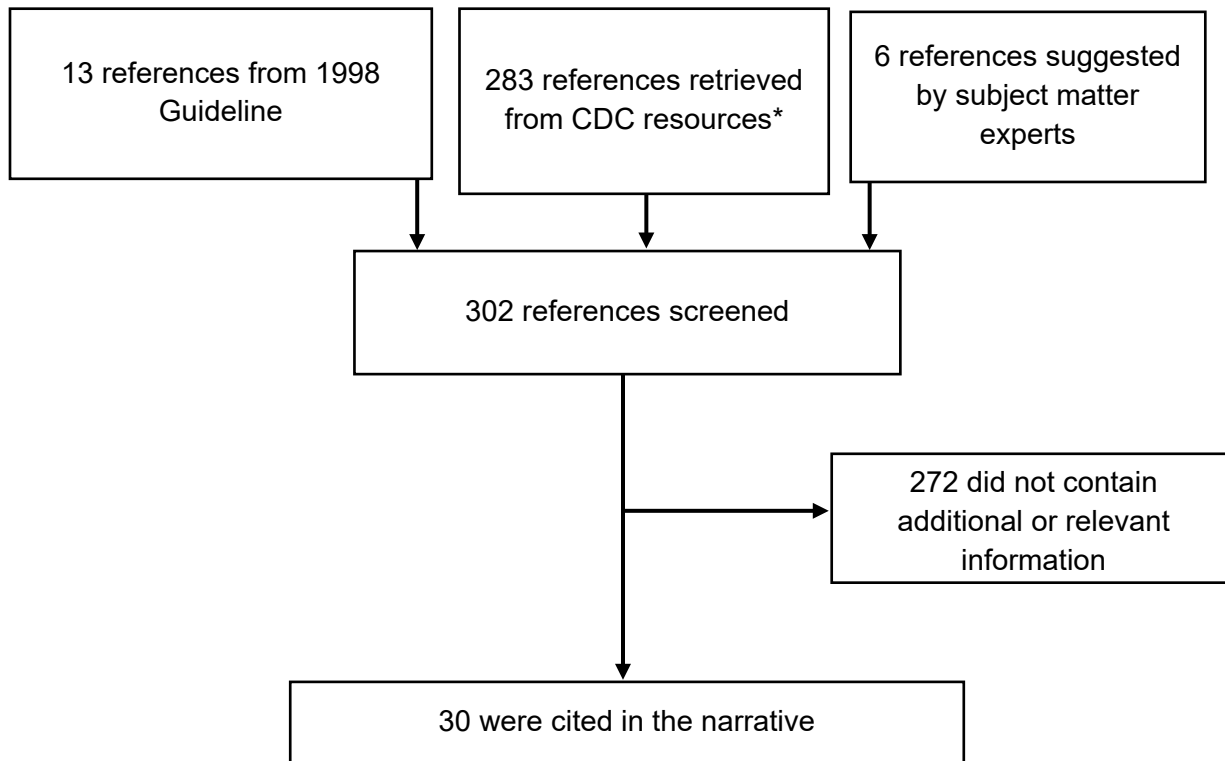 13 references from 1998
Guideline
283 references retrieved
from CDC resources*
6 references suggested
by subject matter
experts
302 references screened
272 did not contain
additional or relevant
information
30 were cited in the narrative